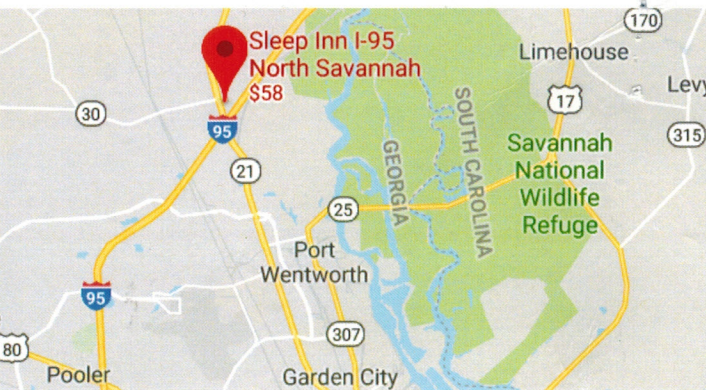 170
Sleep Inn I-95
North Savannah
$58
Limehouse
Levy
30
17
95
SOUTH CAROLINA
315
GEORGIA
Savannah
National
Wildlife
Refuge
21
25
Port
Wentworth
95
307
80
Pooler
Garden City